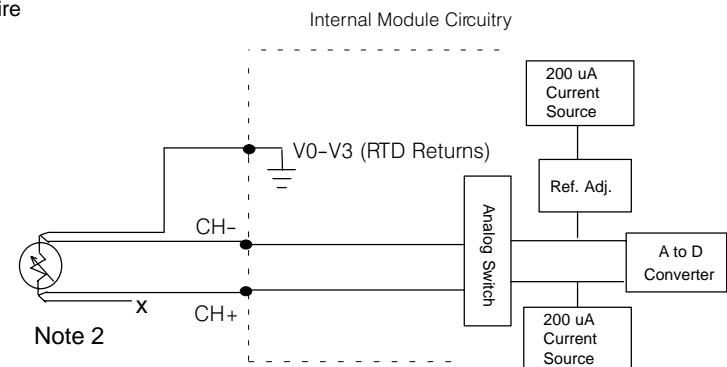 ire
Internal Module Circuitry
200 uA
Current
Source
V0-V3 (RTD Returns)
Ref. Adj.
CH-
Analog Switch
A to D
Converter
x
CH+
Note 2
200 uA
Current
Source